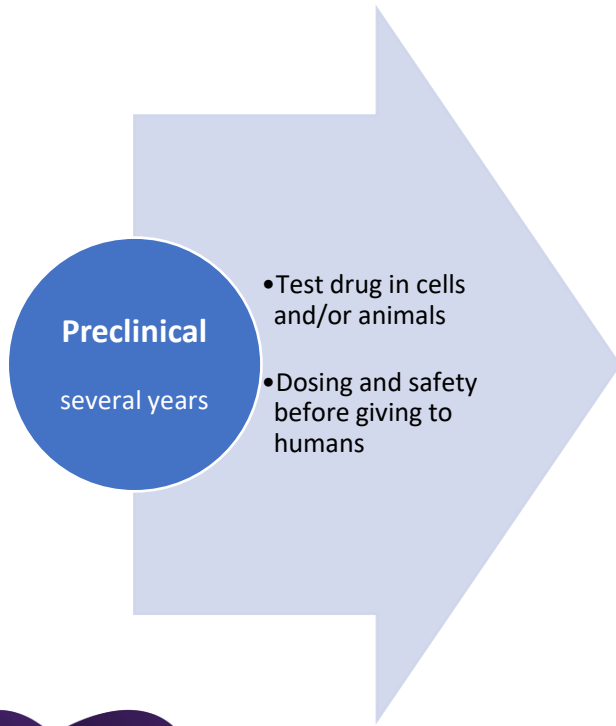 Preclinical
several years
•Test drug in cells
and/or animals
•Dosing and safety
before giving to
humans